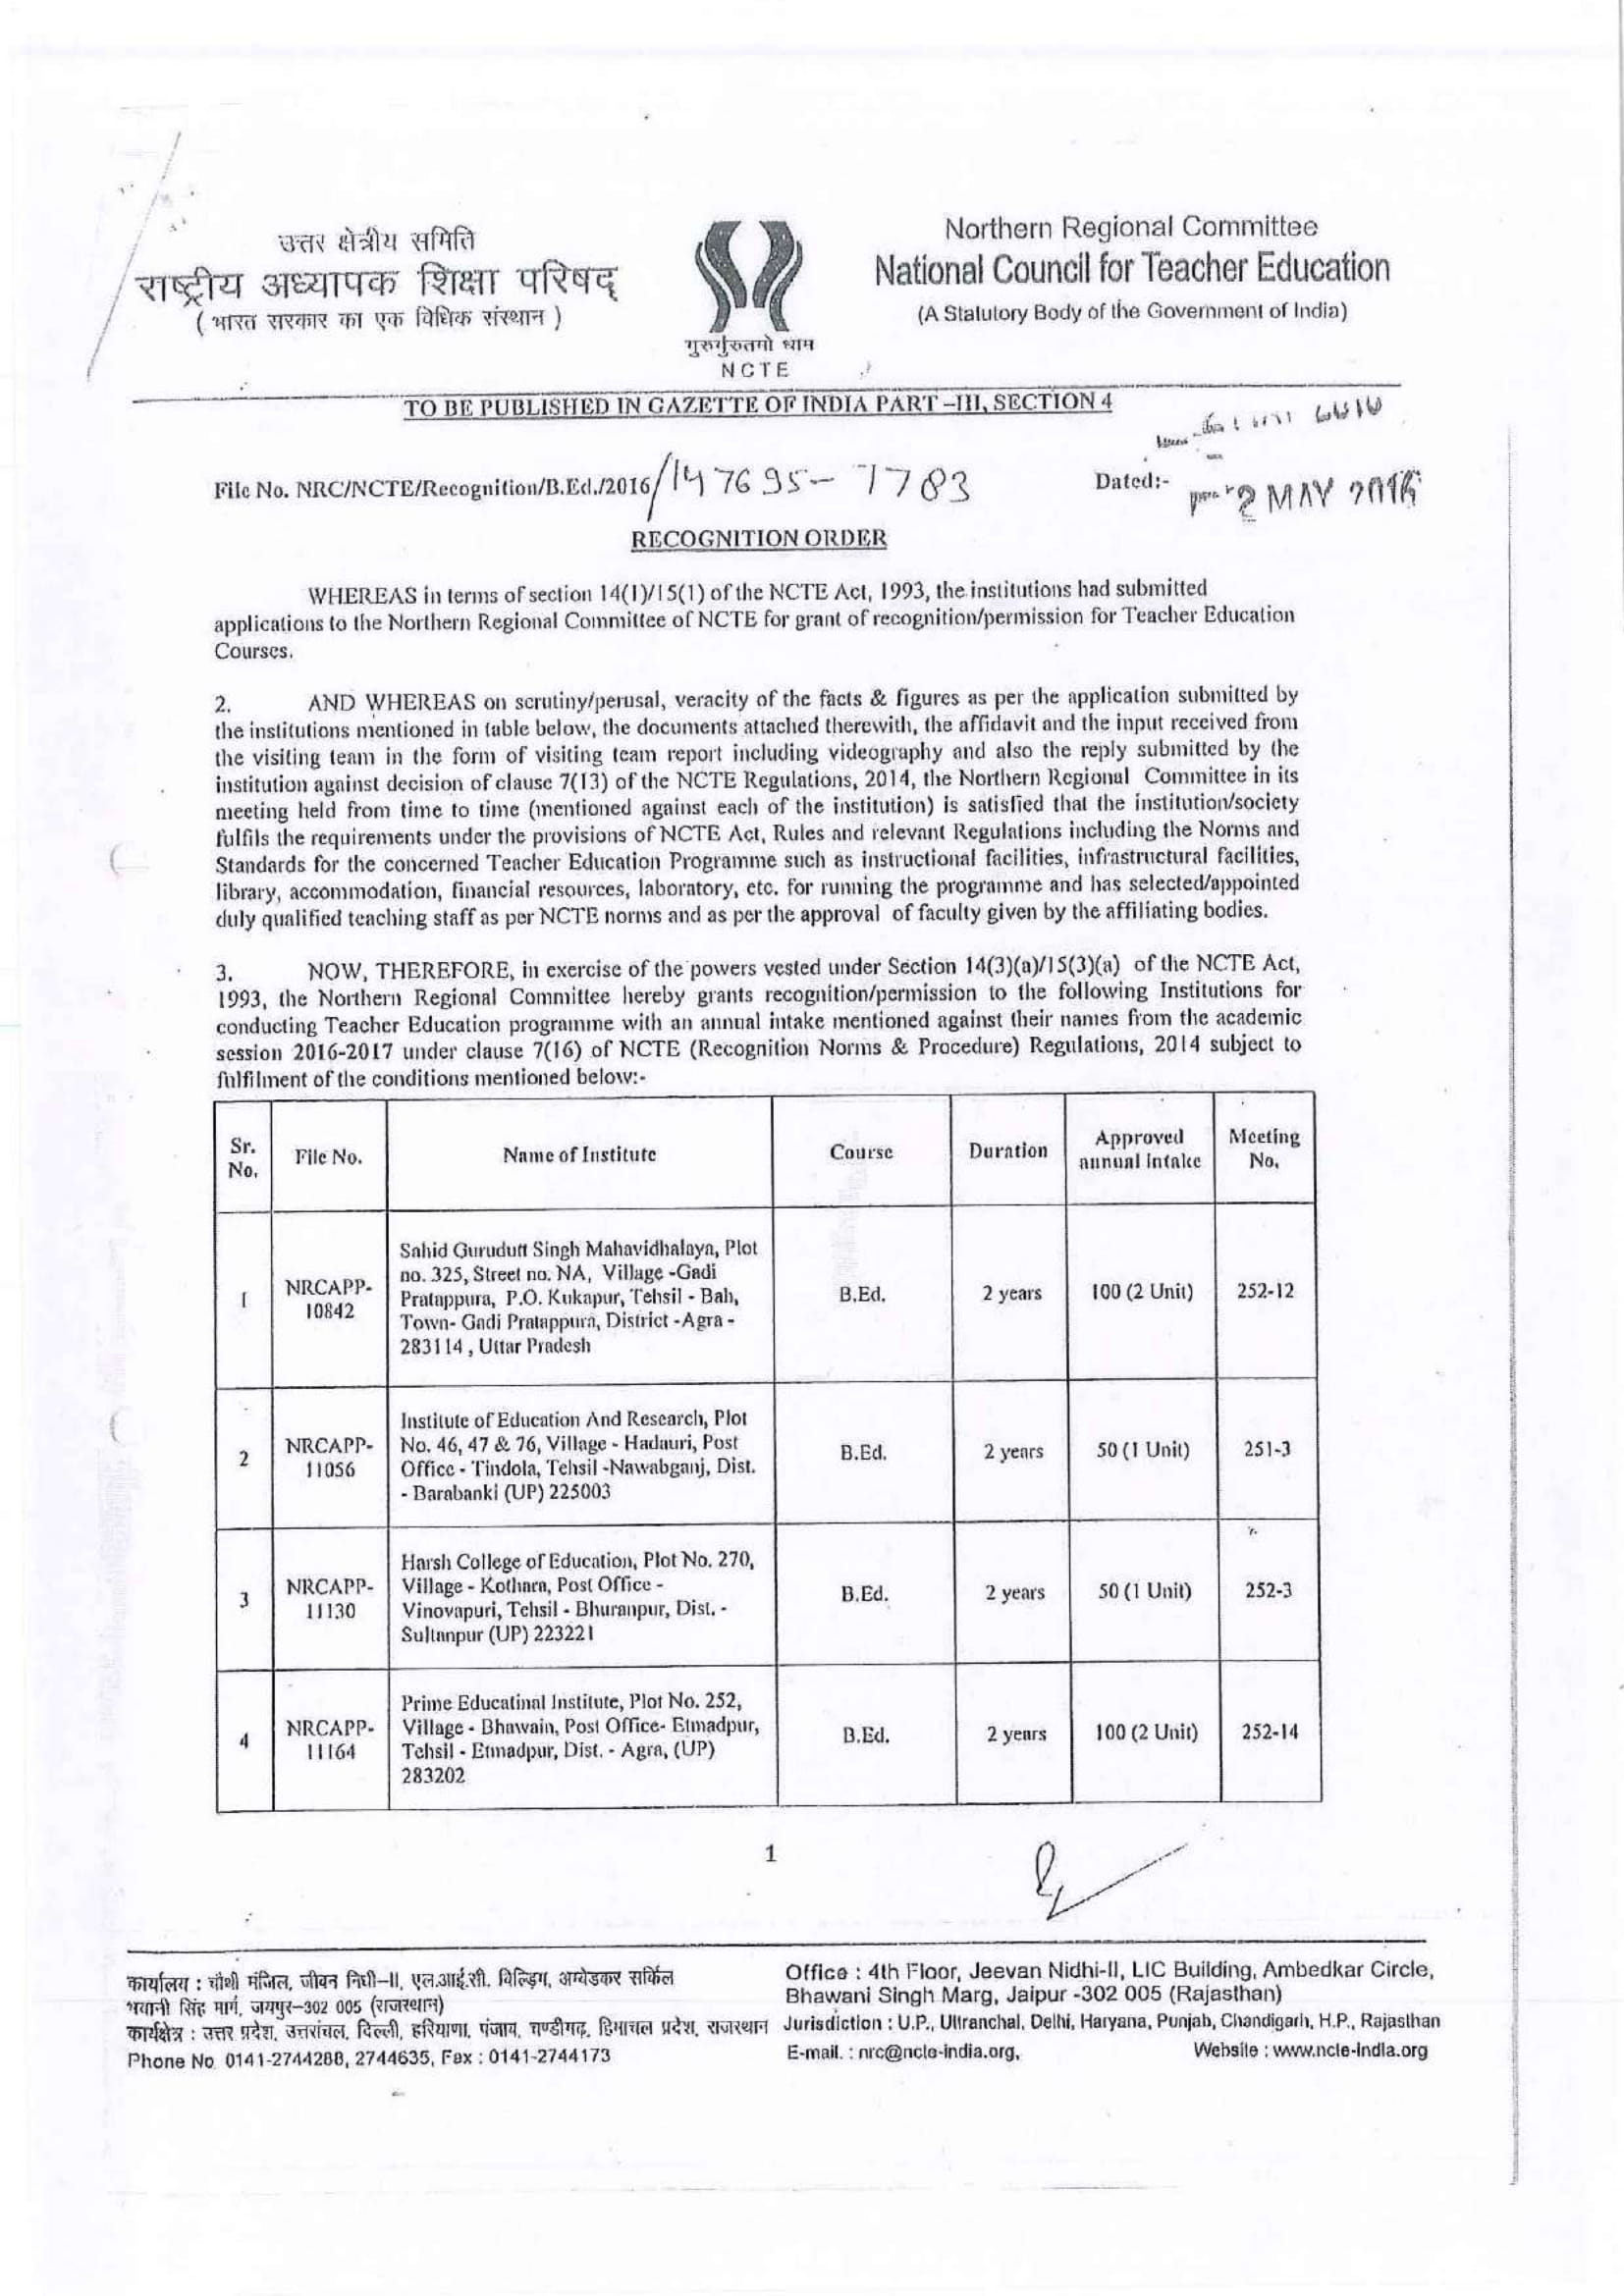 उत्तर क्षेत्रीय समिति
राष्ट्रीय अध्यापक शिक्षा परिषद्
( भारत सरकार का एक विधिक संस्थान )
गुरुर्गुरुतमो धाम
NCTE
Northern Regional Committee
National Council for Teacher Education
(A Statutory Body of the Government of India)
TO BE PUBLISHED IN GAZETTE OF INDIA PART –III, SECTION 4
File No. NRC/NCTE/Recognition/B.Ed./2016/147695-7783
Dated:- 2 MAY 2016
RECOGNITION ORDER
WHEREAS in terms of section 14(1)/15(1) of the NCTE Act, 1993, the institutions had submitted
applications to the Northern Regional Committee of NCTE for grant of recognition/permission for Teacher Education
Courses.
2. AND WHEREAS on scrutiny/perusal, veracity of the facts & figures as per the application submitted by
the institutions mentioned in table below, the documents attached therewith, the affidavit and the input received from
the visiting team in the form of visiting team report including videography and also the reply submitted by the
institution against decision of clause 7(13) of the NCTE Regulations, 2014, the Northern Regional Committee in its
meeting held from time to time (mentioned against each of the institution) is satisfied that the institution/society
fulfils the requirements under the provisions of NCTE Act, Rules and relevant Regulations including the Norms and
Standards for the concerned Teacher Education Programme such as instructional facilities, infrastructural facilities,
library, accommodation, financial resources, laboratory, etc. for running the programme and has selected/appointed
duly qualified teaching staff as per NCTE norms and as per the approval of faculty given by the affiliating bodies.
3. NOW, THEREFORE, in exercise of the powers vested under Section 14(3)(a)/15(3)(a) of the NCTE Act,
1993, the Northern Regional Committee hereby grants recognition/permission to the following Institutions for
conducting Teacher Education programme with an annual intake mentioned against their names from the academic
session 2016-2017 under clause 7(16) of NCTE (Recognition Norms & Procedure) Regulations, 2014 subject to
fulfilment of the conditions mentioned below:-
Sr. No. File No. Name of Institute Course Duration Approved annual intake Meeting No.
1 NRCAPP-10842 Sahid Gurudutt Singh Mahavidhalaya, Plot
no. 325, Street no. NA, Village -Gadi
Pratappura, P.O. Kukapur, Tehsil - Bah,
Town- Gadi Pratappura, District -Agra -
283114 , Uttar Pradesh
B.Ed. 2 years 100 (2 Unit) 252-12
2 NRCAPP-11056 Institute of Education And Research, Plot
No. 46, 47 & 76, Village - Hadauri, Post
Office - Tindola, Tehsil -Nawabganj, Dist.
- Barabanki (UP) 225003
B.Ed. 2 years 50 (1 Unit) 251-3
3 NRCAPP-11130 Harsh College of Education, Plot No. 270,
Village - Kothara, Post Office -
Vinovapuri, Tehsil - Bhuranpur, Dist. -
Sultanpur (UP) 223221
B.Ed. 2 years 50 (1 Unit) 252-3
4 NRCAPP-11164 Prime Educatinal Institute, Plot No. 252,
Village - Bhawain, Post Office- Etmadpur,
Tehsil - Etmadpur, Dist. - Agra, (UP)
283202
B.Ed. 2 years 100 (2 Unit) 252-14
1
कार्यालय : चौथी मंजिल, जीवन निधी–II, एल.आई.सी. विल्डिग, अम्वेडकर सर्किल
भवानी सिंह मार्ग, जयपुर–302 005 (राजस्थान)
कार्यक्षेत्र : उत्तर प्रदेश, उत्तरांचल, दिल्ली, हरियाणा, पंजाव, चण्डीगढ़, हिमाचल प्रदेश, राजस्थान
Phone No. 0141-2744288, 2744635, Fax : 0141-2744173
Office : 4th Floor, Jeevan Nidhi-II, LIC Building, Ambedkar Circle,
Bhawani Singh Marg, Jaipur -302 005 (Rajasthan)
Jurisdiction : U.P., Ultranchal, Delhi, Haryana, Punjab, Chandigarh, H.P., Rajasthan
E-mail. : nrc@ncte-india.org, Website : www.ncte-india.org